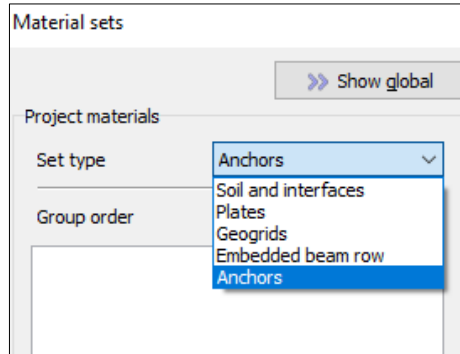 Material sets
Show global
Project materials
Set type Anchors
Soil and interfaces
Plates
Group order
Geogrids
Embedded beam row
Anchors